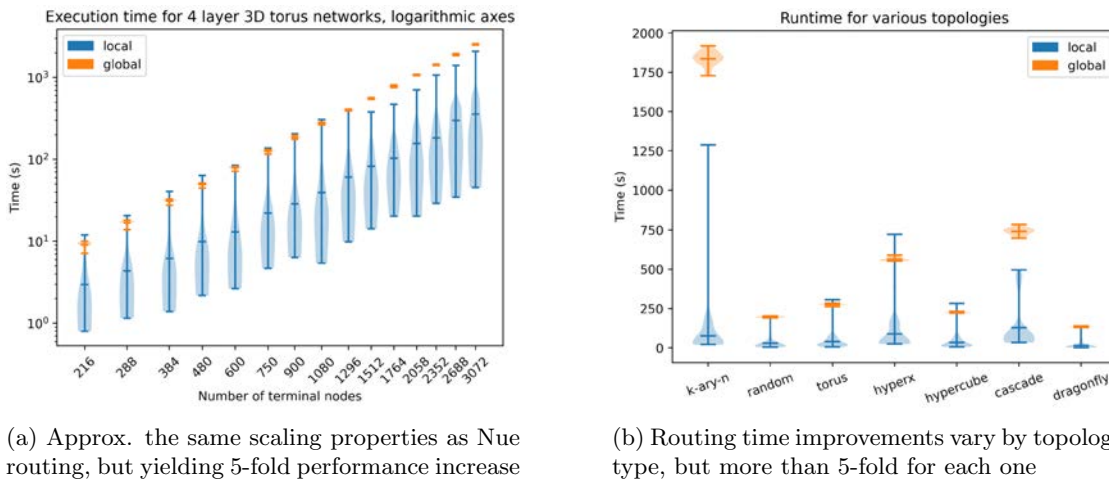 Execution time for 4 layer 3D torus networks, logarithmic axes
local
global
Time (s)
10³
10²
10¹
10⁰
216 288 384 480 600 750 900 1080 1296 1512 1764 2058 2352 2688 3072
Number of terminal nodes
(a) Approx. the same scaling properties as Nue
routing, but yielding 5-fold performance increase
Runtime for various topologies
local
global
Time (s)
2000
1750
1500
1250
1000
750
500
250
0
k-ary-n random torus hyperx hypercube cascade dragonfly
(b) Routing time improvements vary by topolog
type, but more than 5-fold for each one